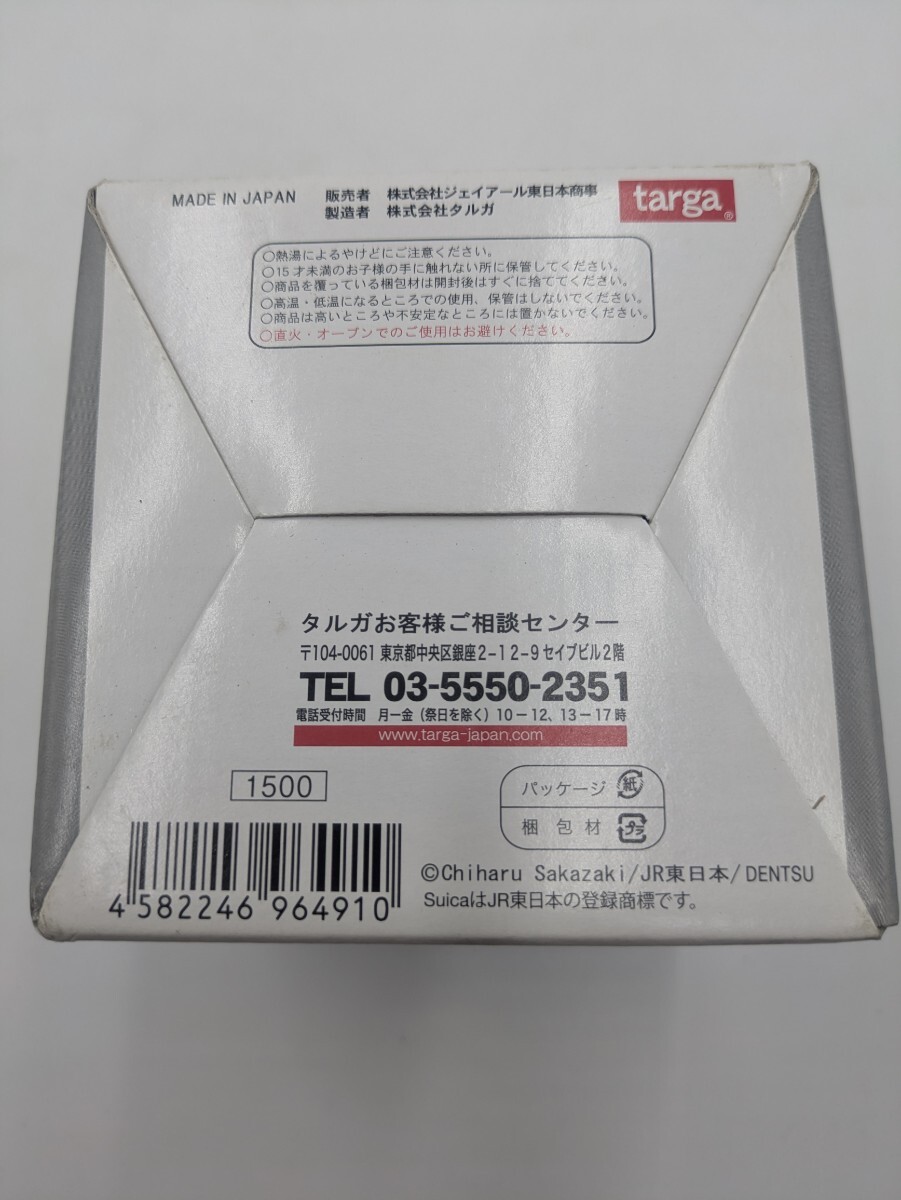 MADE IN JAPAN 販売者 株式会社ジェイアール東日本商事
製造者 株式会社タルガ
targa®
○熱湯によるやけどにご注意ください。
○15才未満のお子様の手に触れない所に保管してください。
○商品を覆っている梱包材は開封後はすぐに捨ててください。
○高温・低温になるところでの使用、保管はしないでください。
○商品は高いところや不安定なところには置かないでください。
○直火・オーブンでのご使用はお避けください。
タルガお客様ご相談センター
〒104-0061 東京都中央区銀座2-12-9セイブビル2階
TEL 03-5550-2351
電話受付時間 月一金（祭日を除く）10－12、13－17時
www.targa-japan.com
1500
パッケージ 紙
梱包材 プラ
4 582246 964910
©Chiharu Sakazaki/JR東日本/DENTSU
SuicaはJR東日本の登録商標です。